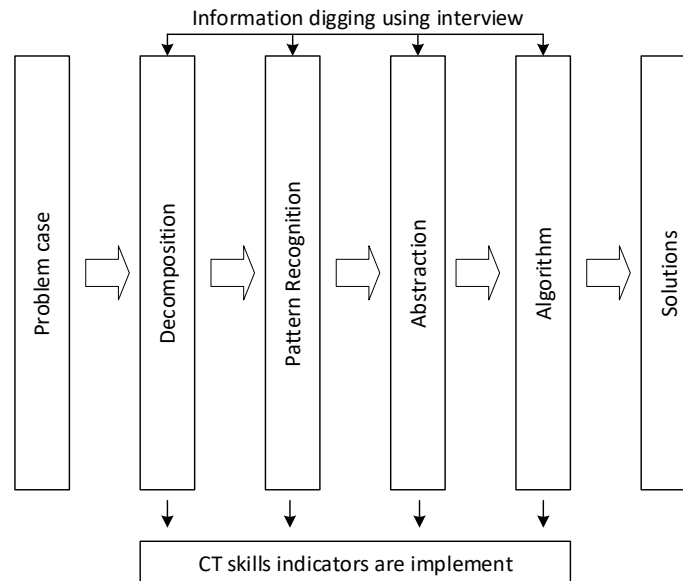 Information digging using interview
Problem case
Decomposition
Pattern Recognition
Abstraction
Algorithm
Solutions
CT skills indicators are implement